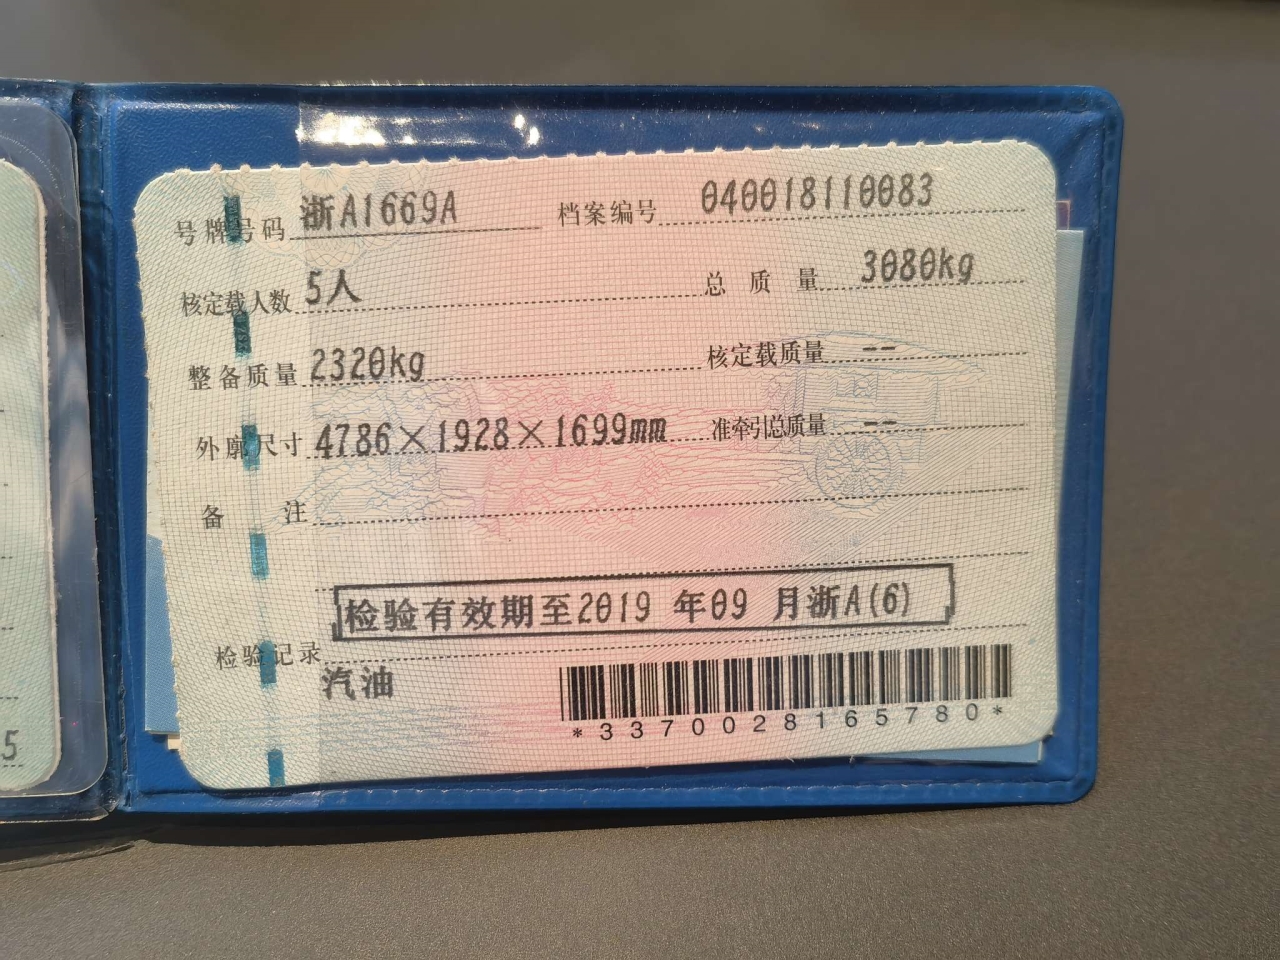 号牌号码 浙A1669A 档案编号 040018110083
核定载人数 5人 总质量 3080kg
整备质量 2320kg 核定载质量 --
外廓尺寸 4786×1928×1699mm 准牵引总质量 --
备注
检验有效期至2019 年09 月浙A(6)
检验记录
汽油
*3370028165780*
5